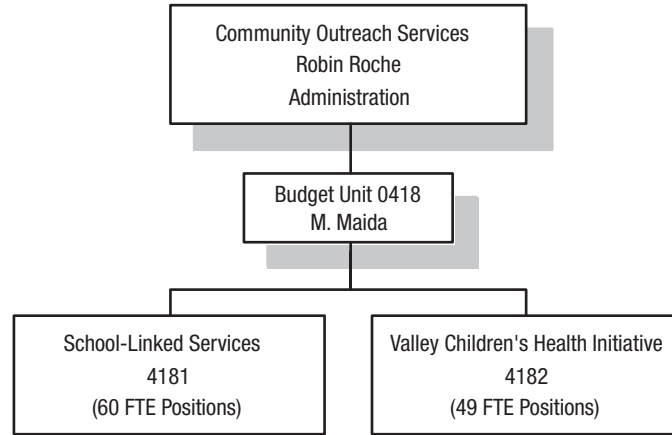 Community Outreach Services
Robin Roche
Administration
Budget Unit 0418
M. Maida
School-Linked Services
4181
(60 FTE Positions)
Valley Children's Health Initiative
4182
(49 FTE Positions)